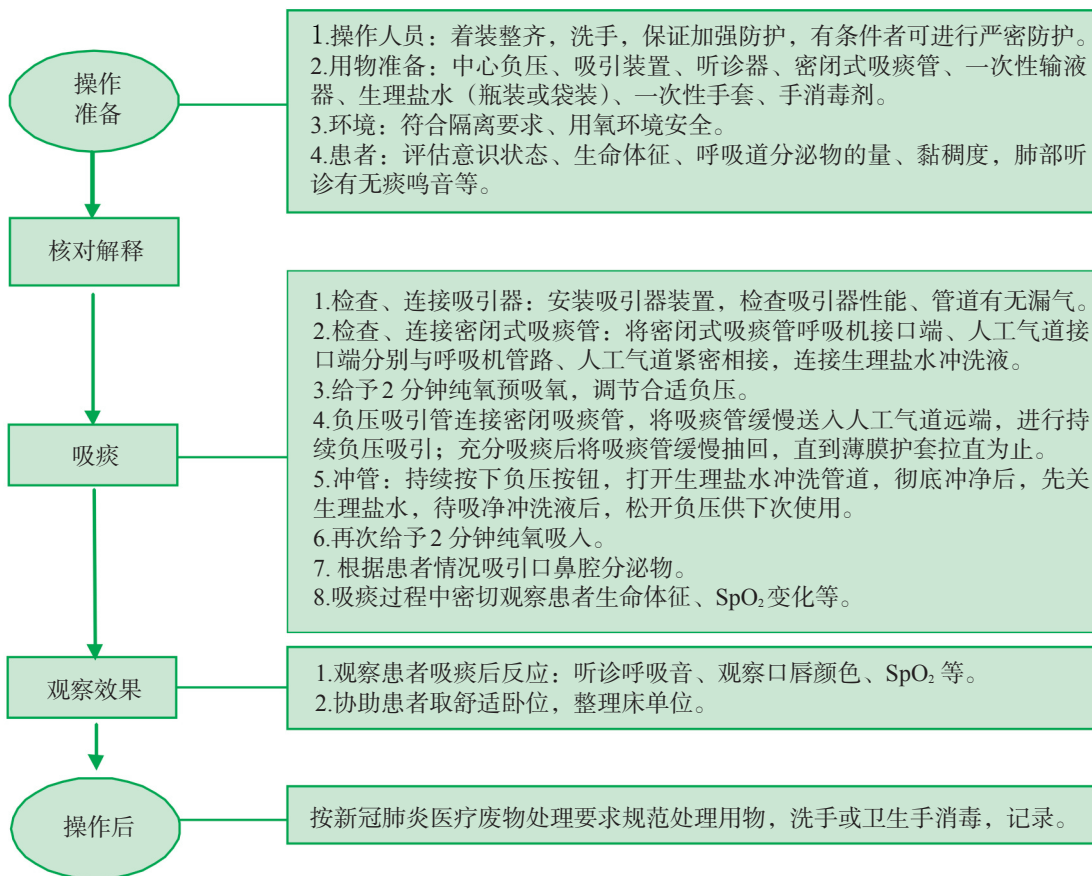 操作
准备
1.操作人员：着装整齐，洗手，保证加强防护，有条件者可进行严密防护。
2.用物准备：中心负压、吸引装置、听诊器、密闭式吸痰管、一次性输液
器、生理盐水（瓶装或袋装）、一次性手套、手消毒剂。
3.环境：符合隔离要求、用氧环境安全。
4.患者：评估意识状态、生命体征、呼吸道分泌物的量、黏稠度，肺部听
诊有无痰鸣音等。
核对解释
吸痰
1.检查、连接吸引器：安装吸引器装置，检查吸引器性能、管道有无漏气。
2.检查、连接密闭式吸痰管：将密闭式吸痰管呼吸机接口端、人工气道接
口端分别与呼吸机管路、人工气道紧密相接，连接生理盐水冲洗液。
3.给予2 分钟纯氧预吸氧，调节合适负压。
4.负压吸引管连接密闭吸痰管，将吸痰管缓慢送入人工气道远端，进行持
续负压吸引；充分吸痰后将吸痰管缓慢抽回，直到薄膜护套拉直为止。
5.冲管：持续按下负压按钮，打开生理盐水冲洗管道，彻底冲净后，先关
生理盐水，待吸净冲洗液后，松开负压供下次使用。
6.再次给予2 分钟纯氧吸入。
7. 根据患者情况吸引口鼻腔分泌物。
8.吸痰过程中密切观察患者生命体征、SpO₂变化等。
观察效果
1.观察患者吸痰后反应：听诊呼吸音、观察口唇颜色、SpO₂ 等。
2.协助患者取舒适卧位，整理床单位。
操作后
按新冠肺炎医疗废物处理要求规范处理用物，洗手或卫生手消毒，记录。